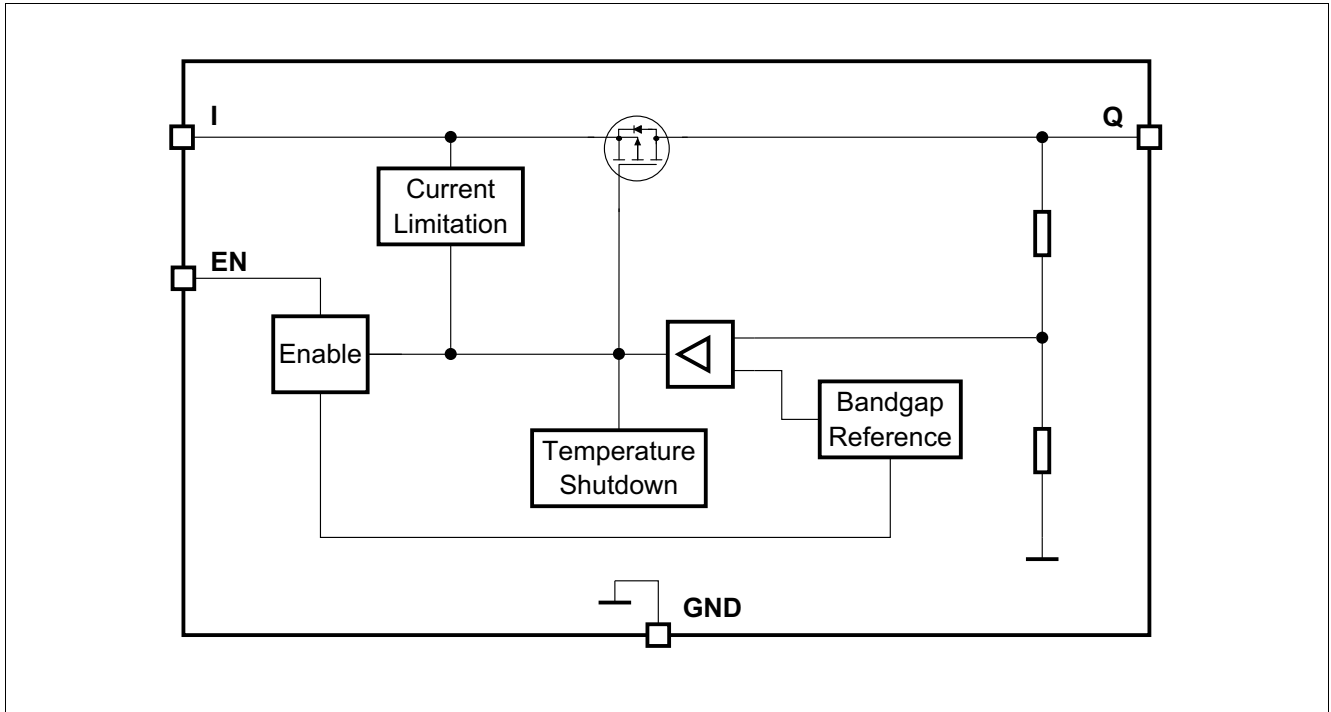 I
Q
Current
Limitation
EN
Enable
Bandgap
Reference
Temperature
Shutdown
GND